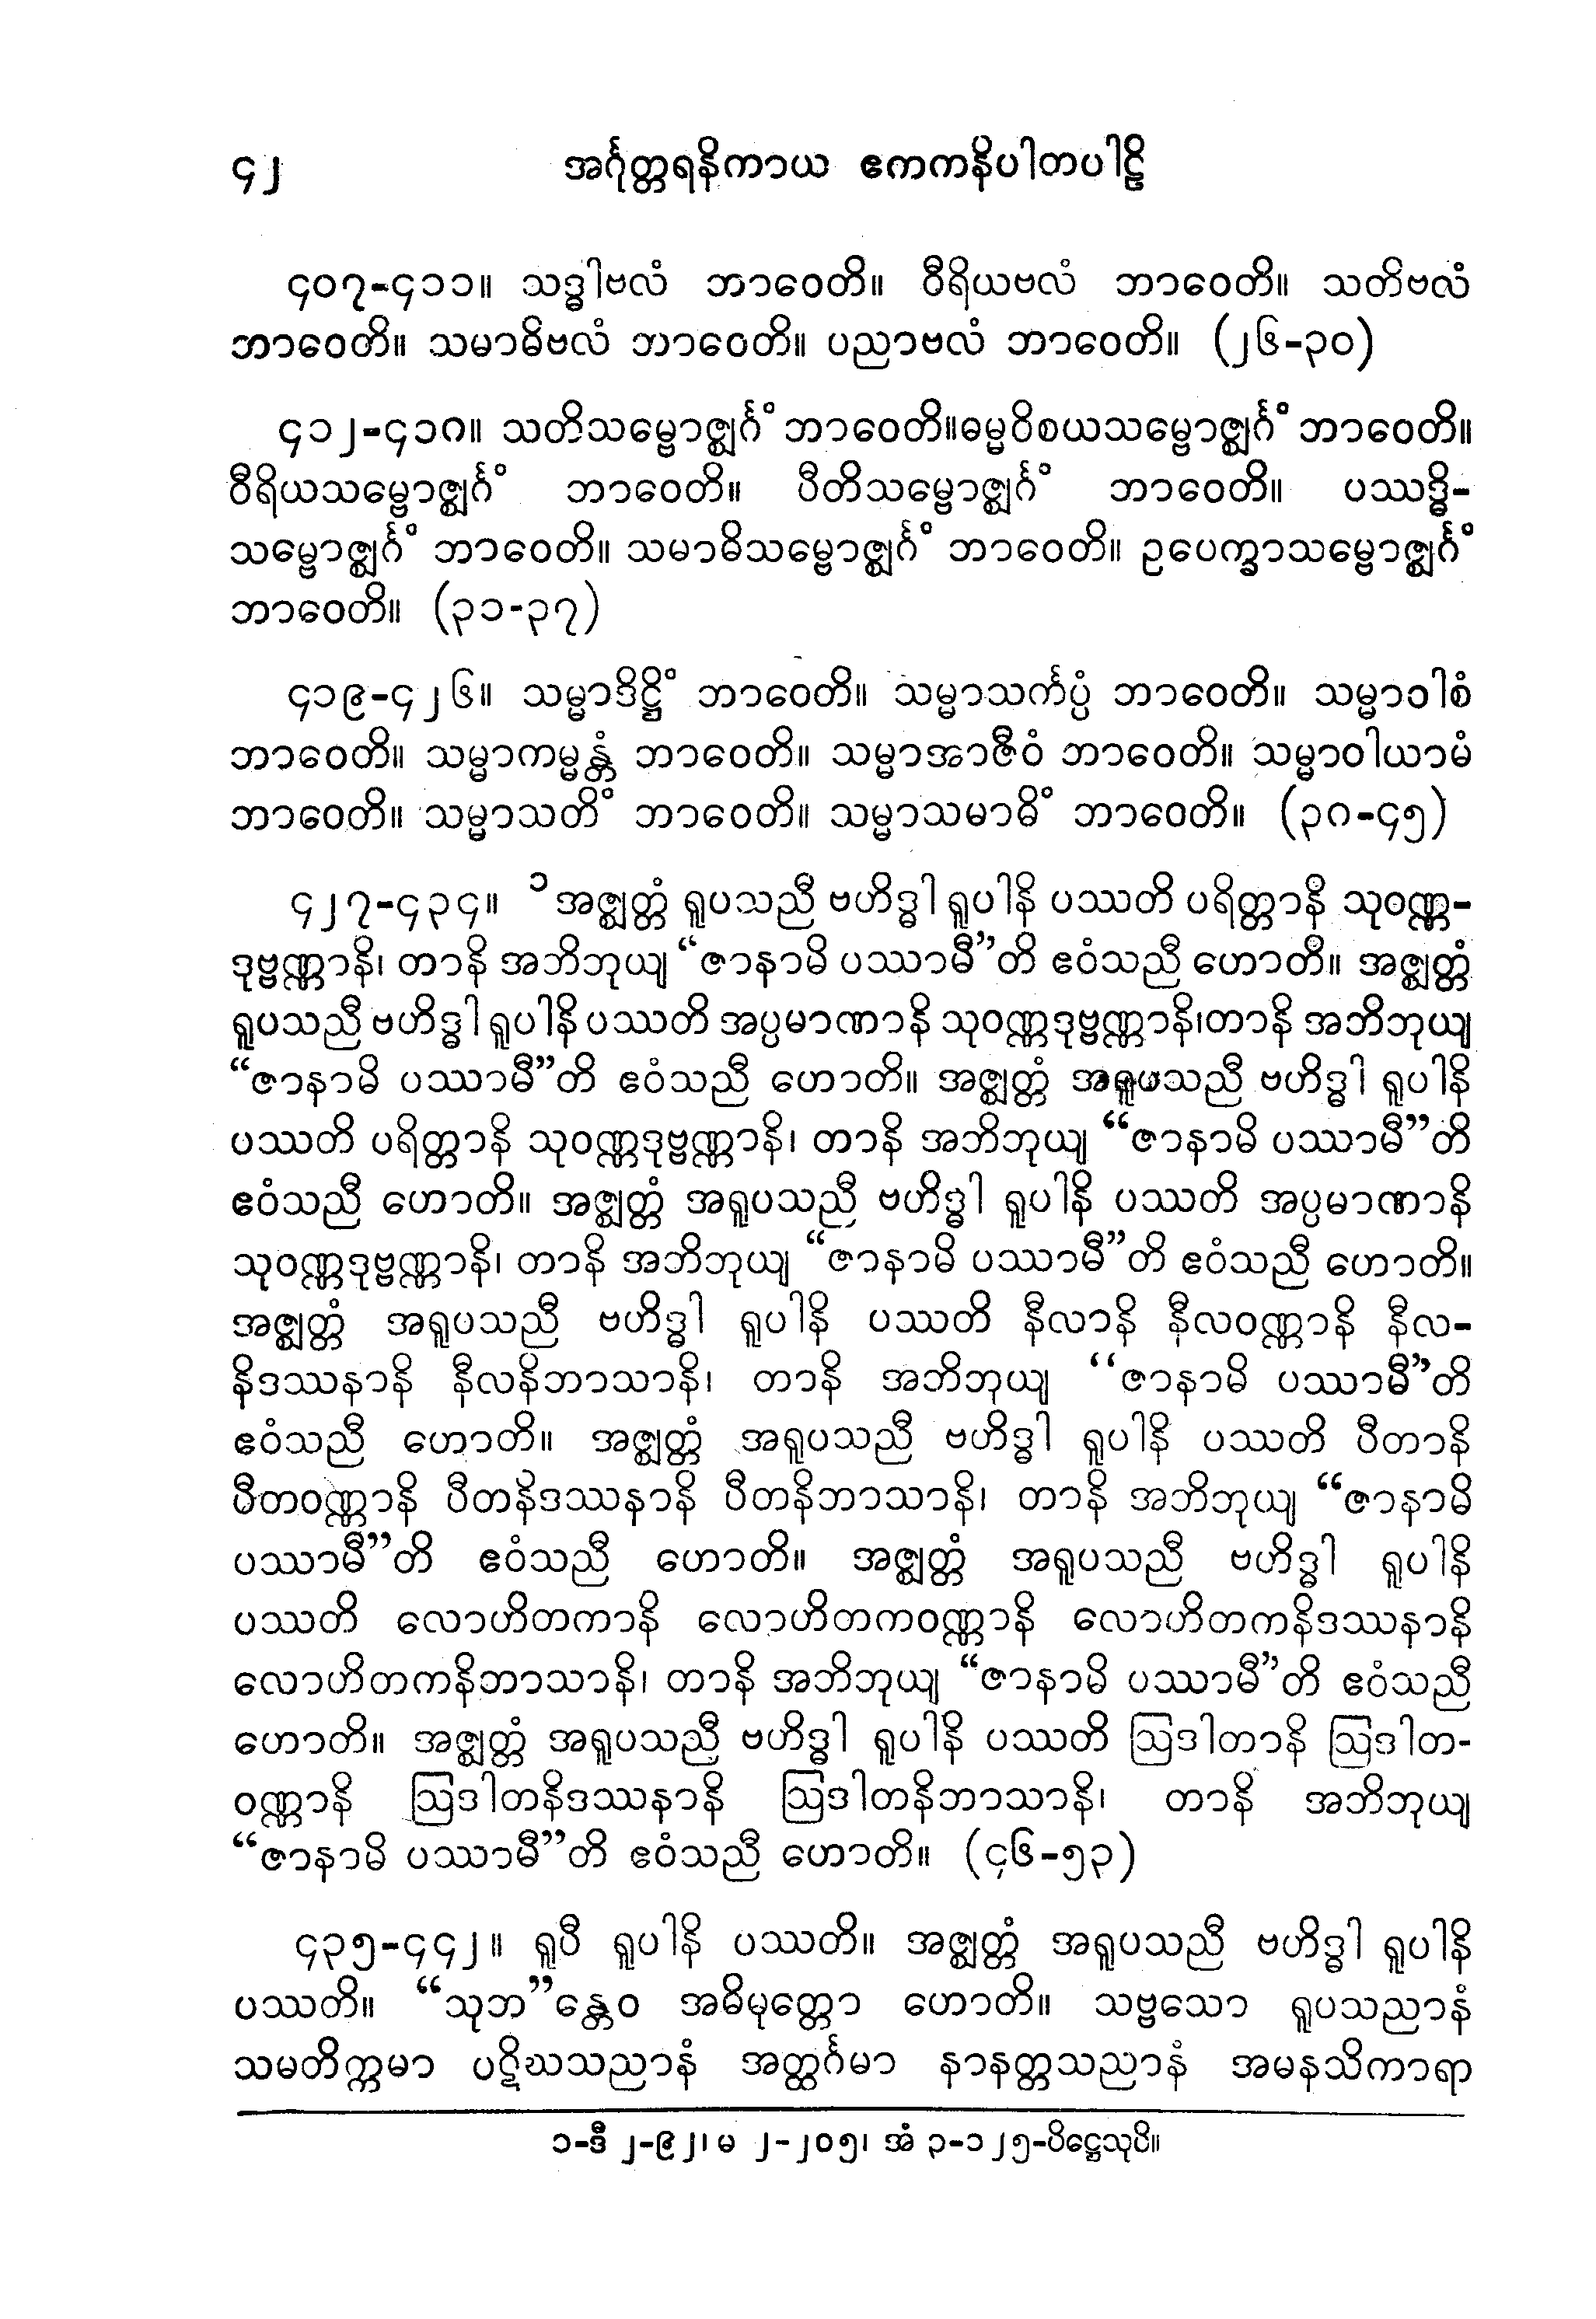 ၄၂ အင်္ဂုတ္တရနိကာယ ဧကကနိပါတပါဠိ
၄၀၇-၄၁၁။ သဒ္ဓါဗလံ ဘာဝေတိ။ ဝီရိယဗလံ ဘာဝေတိ။ သတိဗလံ
ဘာဝေတိ။ သမာဓိဗလံ ဘာဝေတိ။ ပညာဗလံ ဘာဝေတိ။ (၂၆-၃၀)
၄၁၂-၄၁၈။ သတိသမ္ဗောဇ္ဈင်္ဂံ ဘာဝေတိ။ဓမ္မဝိစယသမ္ဗောဇ္ဈင်္ဂံ ဘာဝေတိ။
ဝီရိယသမ္ဗောဇ္ဈင်္ဂံ ဘာဝေတိ။ ပီတိသမ္ဗောဇ္ဈင်္ဂံ ဘာဝေတိ။ ပဿဒ္ဓိ-
သမ္ဗောဇ္ဈင်္ဂံ ဘာဝေတိ။ သမာဓိသမ္ဗောဇ္ဈင်္ဂံ ဘာဝေတိ။ ဥပေက္ခာသမ္ဗောဇ္ဈင်္ဂံ
ဘာဝေတိ။ (၃၁-၃၇)
၄၁၉-၄၂၆။ သမ္မာဒိဋ္ဌိံ ဘာဝေတိ။ သမ္မာသင်္ကပ္ပံ ဘာဝေတိ။ သမ္မာဝါစံ
ဘာဝေတိ။ သမ္မာကမ္မန္တံ ဘာဝေတိ။ သမ္မာအာဇီဝံ ဘာဝေတိ။ သမ္မာဝါယာမံ
ဘာဝေတိ။ သမ္မာသတိံ ဘာဝေတိ။ သမ္မာသမာဓိံ ဘာဝေတိ။ (၃၈-၄၅)
၄၂၇-၄၃၄။ ၁အဇ္ဈတ္တံ ရူပသညီ ဗဟိဒ္ဓါ ရူပါနိ ပဿတိ ပရိတ္တာနိ သုဝဏ္ဏ-
ဒုဗ္ဗဏ္ဏာနိ၊ တာနိ အဘိဘုယျ “ဇာနာမိ ပဿာမီ”တိ ဧဝံသညီ ဟောတိ။ အဇ္ဈတ္တံ
ရူပသညီ ဗဟိဒ္ဓါ ရူပါနိ ပဿတိ အပ္ပမာဏာနိ သုဝဏ္ဏဒုဗ္ဗဏ္ဏာနိ၊တာနိ အဘိဘုယျ
“ဇာနာမိ ပဿာမီ”တိ ဧဝံသညီ ဟောတိ။ အဇ္ဈတ္တံ အရူပသညီ ဗဟိဒ္ဓါ ရူပါနိ
ပဿတိ ပရိတ္တာနိ သုဝဏ္ဏဒုဗ္ဗဏ္ဏာနိ၊ တာနိ အဘိဘုယျ “ဇာနာမိ ပဿာမီ”တိ
ဧဝံသညီ ဟောတိ။ အဇ္ဈတ္တံ အရူပသညီ ဗဟိဒ္ဓါ ရူပါနိ ပဿတိ အပ္ပမာဏာနိ
သုဝဏ္ဏဒုဗ္ဗဏ္ဏာနိ၊ တာနိ အဘိဘုယျ “ဇာနာမိ ပဿာမီ”တိ ဧဝံသညီ ဟောတိ။
အဇ္ဈတ္တံ အရူပသညီ ဗဟိဒ္ဓါ ရူပါနိ ပဿတိ နီလာနိ နီလဝဏ္ဏာနိ နီလ-
နိဒဿနာနိ နီလနိဘာသာနိ၊ တာနိ အဘိဘုယျ “ဇာနာမိ ပဿာမီ”တိ
ဧဝံသညီ ဟောတိ။ အဇ္ဈတ္တံ အရူပသညီ ဗဟိဒ္ဓါ ရူပါနိ ပဿတိ ပီတာနိ
ပီတဝဏ္ဏာနိ ပီတနိဒဿနာနိ ပီတနိဘာသာနိ၊ တာနိ အဘိဘုယျ “ဇာနာမိ
ပဿာမီ”တိ ဧဝံသညီ ဟောတိ။ အဇ္ဈတ္တံ အရူပသညီ ဗဟိဒ္ဓါ ရူပါနိ
ပဿတိ လောဟိတကာနိ လောဟိတကဝဏ္ဏာနိ လောဟိတကနိဒဿနာနိ
လောဟိတကနိဘာသာနိ၊ တာနိ အဘိဘုယျ “ဇာနာမိ ပဿာမီ”တိ ဧဝံသညီ
ဟောတိ။ အဇ္ဈတ္တံ အရူပသညီ ဗဟိဒ္ဓါ ရူပါနိ ပဿတိ ဩဒါတာနိ ဩဒါတ-
ဝဏ္ဏာနိ ဩဒါတနိဒဿနာနိ ဩဒါတနိဘာသာနိ၊ တာနိ အဘိဘုယျ
“ဇာနာမိ ပဿာမီ”တိ ဧဝံသညီ ဟောတိ။ (၄၆-၅၃)
၄၃၅-၄၄၂။ ရူပီ ရူပါနိ ပဿတိ။ အဇ္ဈတ္တံ အရူပသညီ ဗဟိဒ္ဓါ ရူပါနိ
ပဿတိ။ “သုဘ”န္တေဝ အဓိမုတ္တော ဟောတိ။ သဗ္ဗသော ရူပသညာနံ
သမတိက္ကမာ ပဋိဃသညာနံ အတ္ထင်္ဂမာ နာနတ္တသညာနံ အမနသိကာရာ
၁-ဒီ ၂-၉၂၊ မ ၂-၂၀၅၊ အံ ၃-၁၂၅-ပိဋ္ဌေသုပိ။